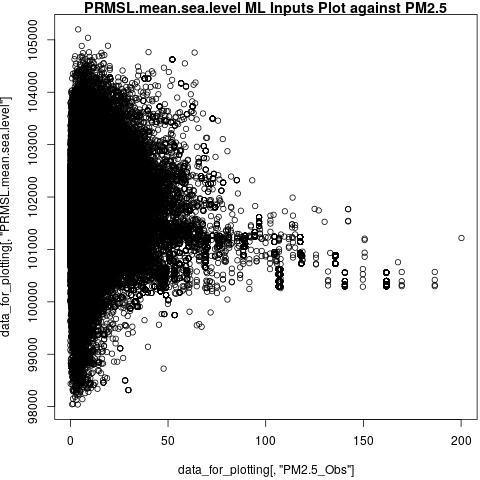 PRMSL.mean.sea.level ML Inputs Plot against PM2.5
data_for_plotting[, "PRMSL.mean.sea.level"]
105000
104000
103000
102000
101000
100000
99000
98000
0 50 100 150 200
data_for_plotting[, "PM2.5_Obs"]